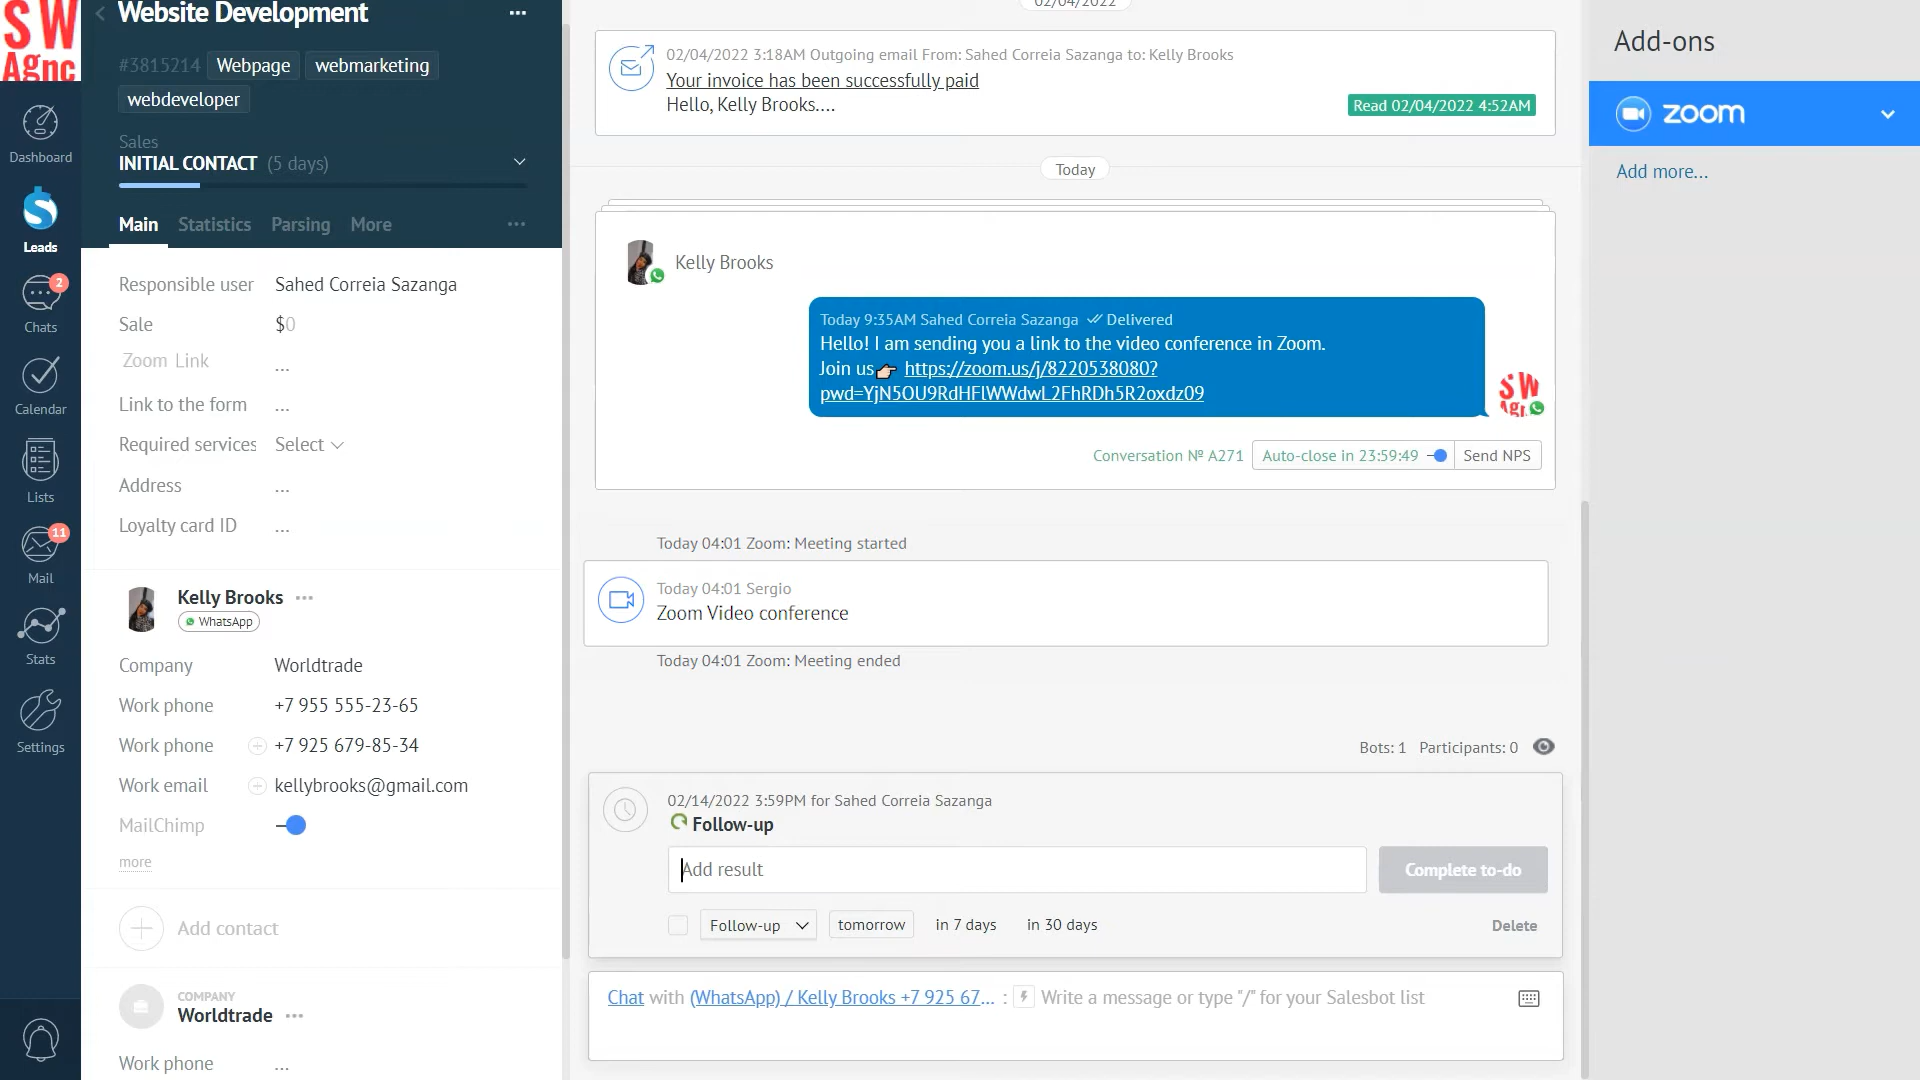 SW
Agnc
Dashboard
Leads
2
Chats
Calendar
Lists
11
Mail
Stats
Settings
Website Development
#3815214 Webpage webmarketing
webdeveloper
Sales
INITIAL CONTACT (5 days)
Main Statistics Parsing More
Responsible user Sahed Correia Sazanga
Sale $0
Zoom Link ...
Link to the form ...
Required services Select
Address ...
Loyalty card ID ...
Kelly Brooks
WhatsApp
Company Worldtrade
Work phone +7 955 555-23-65
Work phone +7 925 679-85-34
Work email kellybrooks@gmail.com
MailChimp
more
Add contact
COMPANY
Worldtrade
Work phone ...
02/04/2022
02/04/2022 3:18AM Outgoing email From: Sahed Correia Sazanga to: Kelly Brooks
Your invoice has been successfully paid
Hello, Kelly Brooks....
Read 02/04/2022 4:52AM
Today
Kelly Brooks
Today 9:35AM Sahed Correia Sazanga Delivered
Hello! I am sending you a link to the video conference in Zoom.
Join us https://zoom.us/j/8220538080?
pwd=YjN5OU9RdHFlWWdwL2FhRDh5R2oxdz09
SW
Agnc
Conversation № A271 Auto-close in 23:59:49 Send NPS
Today 04:01 Zoom: Meeting started
Today 04:01 Sergio
Zoom Video conference
Today 04:01 Zoom: Meeting ended
Bots: 1 Participants: 0
02/14/2022 3:59PM for Sahed Correia Sazanga
Follow-up
Add result
Complete to-do
Follow-up tomorrow in 7 days in 30 days Delete
Chat with (WhatsApp) / Kelly Brooks +7 925 67... : Write a message or type "/" for your Salesbot list
Add-ons
zoom
Add more...